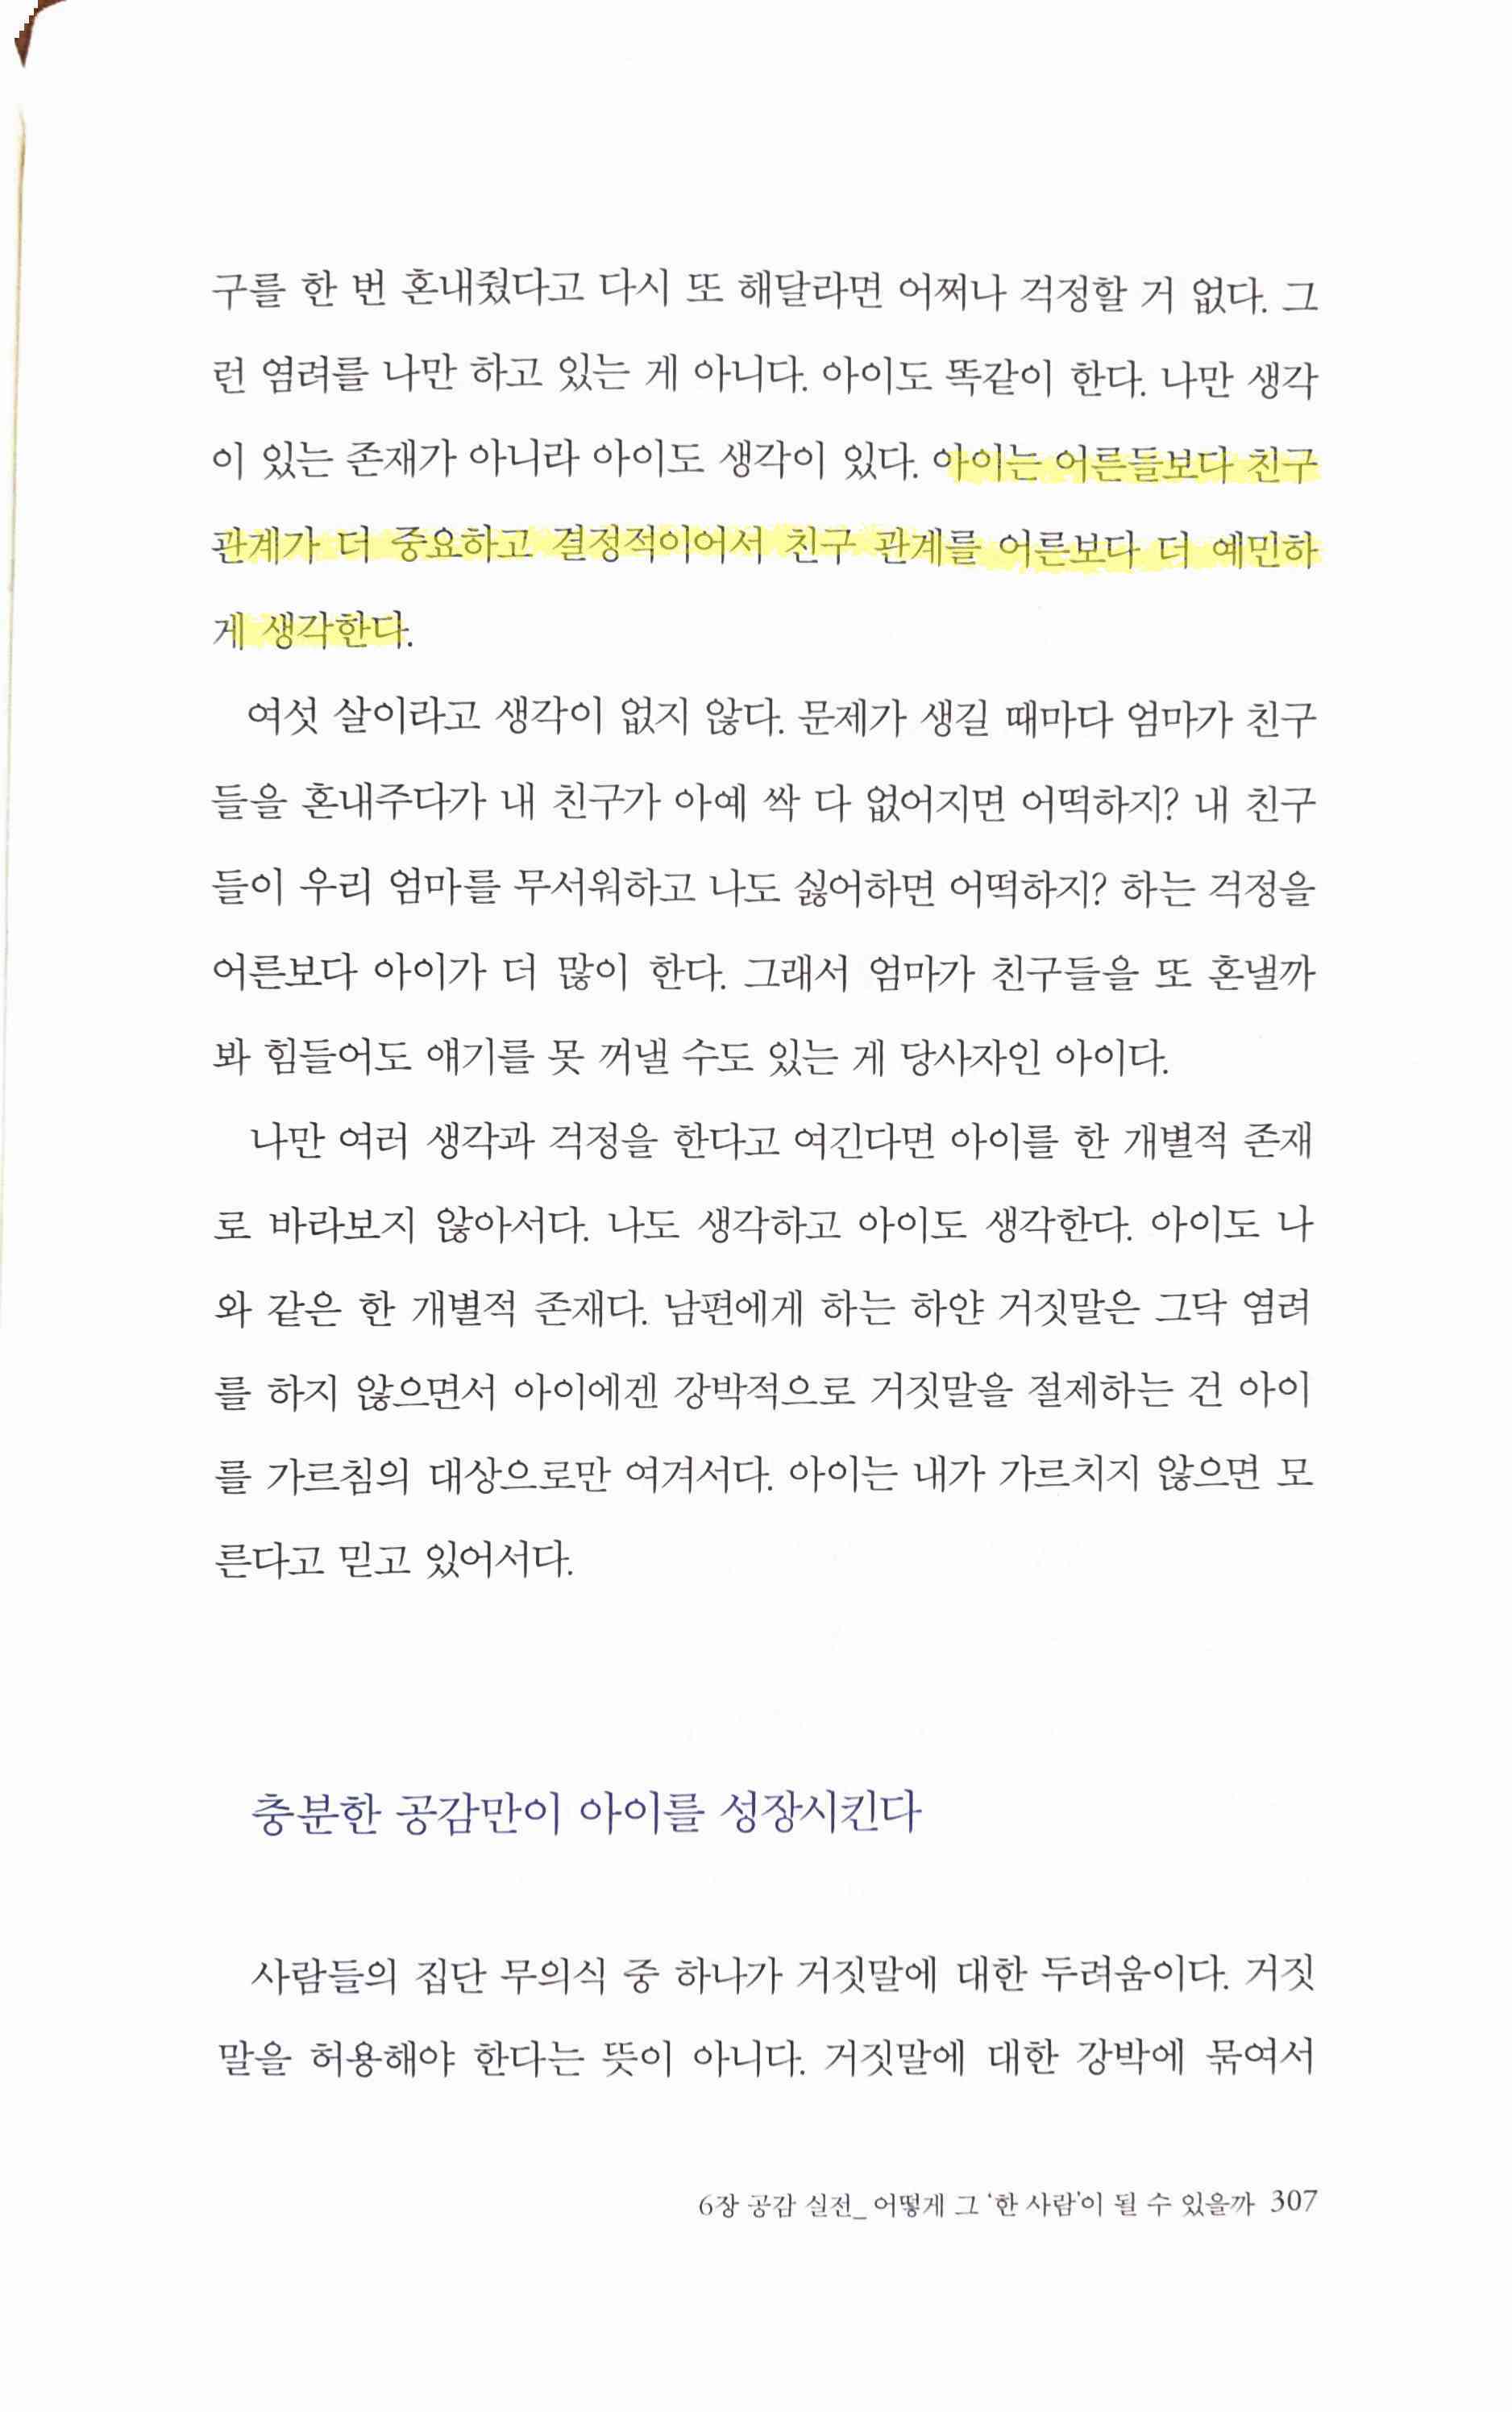 구를 한 번 혼내줬다고 다시 또 해달라면 어쩌나 걱정할 거 없다. 그
런 염려를 나만 하고 있는 게 아니다. 아이도 똑같이 한다. 나만 생각
이 있는 존재가 아니라 아이도 생각이 있다. 아이는 어른들보다 친구
관계가 더 중요하고 결정적이어서 친구 관계를 어른보다 더 예민하
게 생각한다.
여섯 살이라고 생각이 없지 않다. 문제가 생길 때마다 엄마가 친구
들을 혼내주다가 내 친구가 아예 싹 다 없어지면 어떡하지? 내 친구
들이 우리 엄마를 무서워하고 나도 싫어하면 어떡하지? 하는 걱정을
어른보다 아이가 더 많이 한다. 그래서 엄마가 친구들을 또 혼낼까
봐 힘들어도 얘기를 못 꺼낼 수도 있는 게 당사자인 아이다.
나만 여러 생각과 걱정을 한다고 여긴다면 아이를 한 개별적 존재
로 바라보지 않아서다. 나도 생각하고 아이도 생각한다. 아이도 나
와 같은 한 개별적 존재다. 남편에게 하는 하얀 거짓말은 그닥 염려
를 하지 않으면서 아이에겐 강박적으로 거짓말을 절제하는 건 아이
를 가르침의 대상으로만 여겨서다. 아이는 내가 가르치지 않으면 모
른다고 믿고 있어서다.
충분한 공감만이 아이를 성장시킨다
사람들의 집단 무의식 중 하나가 거짓말에 대한 두려움이다. 거짓
말을 허용해야 한다는 뜻이 아니다. 거짓말에 대한 강박에 묶여서
6장 공감 실전_ 어떻게 그 '한 사람'이 될 수 있을까 307